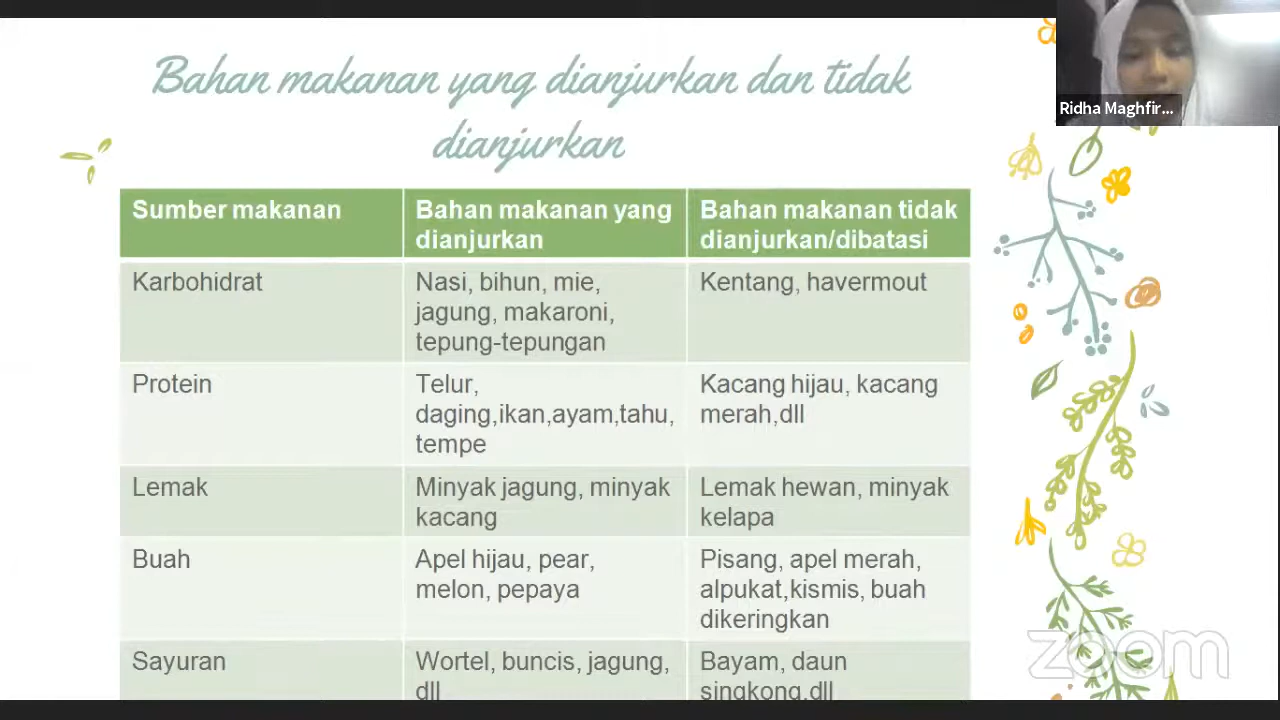 Bahan makanan yang dianjurkan dan tidak
dianjurkan
Ridha Maghfir...
Sumber makanan
Bahan makanan yang
dianjurkan
Bahan makanan tidak
dianjurkan/dibatasi
Karbohidrat
Nasi, bihun, mie,
jagung, makaroni,
tepung-tepungan
Kentang, havermout
Protein
Telur,
daging,ikan,ayam,tahu,
tempe
Kacang hijau, kacang
merah,dll
Lemak
Minyak jagung, minyak
kacang
Lemak hewan, minyak
kelapa
Buah
Apel hijau, pear,
melon, pepaya
Pisang, apel merah,
alpukat,kismis, buah
dikeringkan
Sayuran
Wortel, buncis, jagung,
dll
Bayam, daun
singkong,dll
zoom